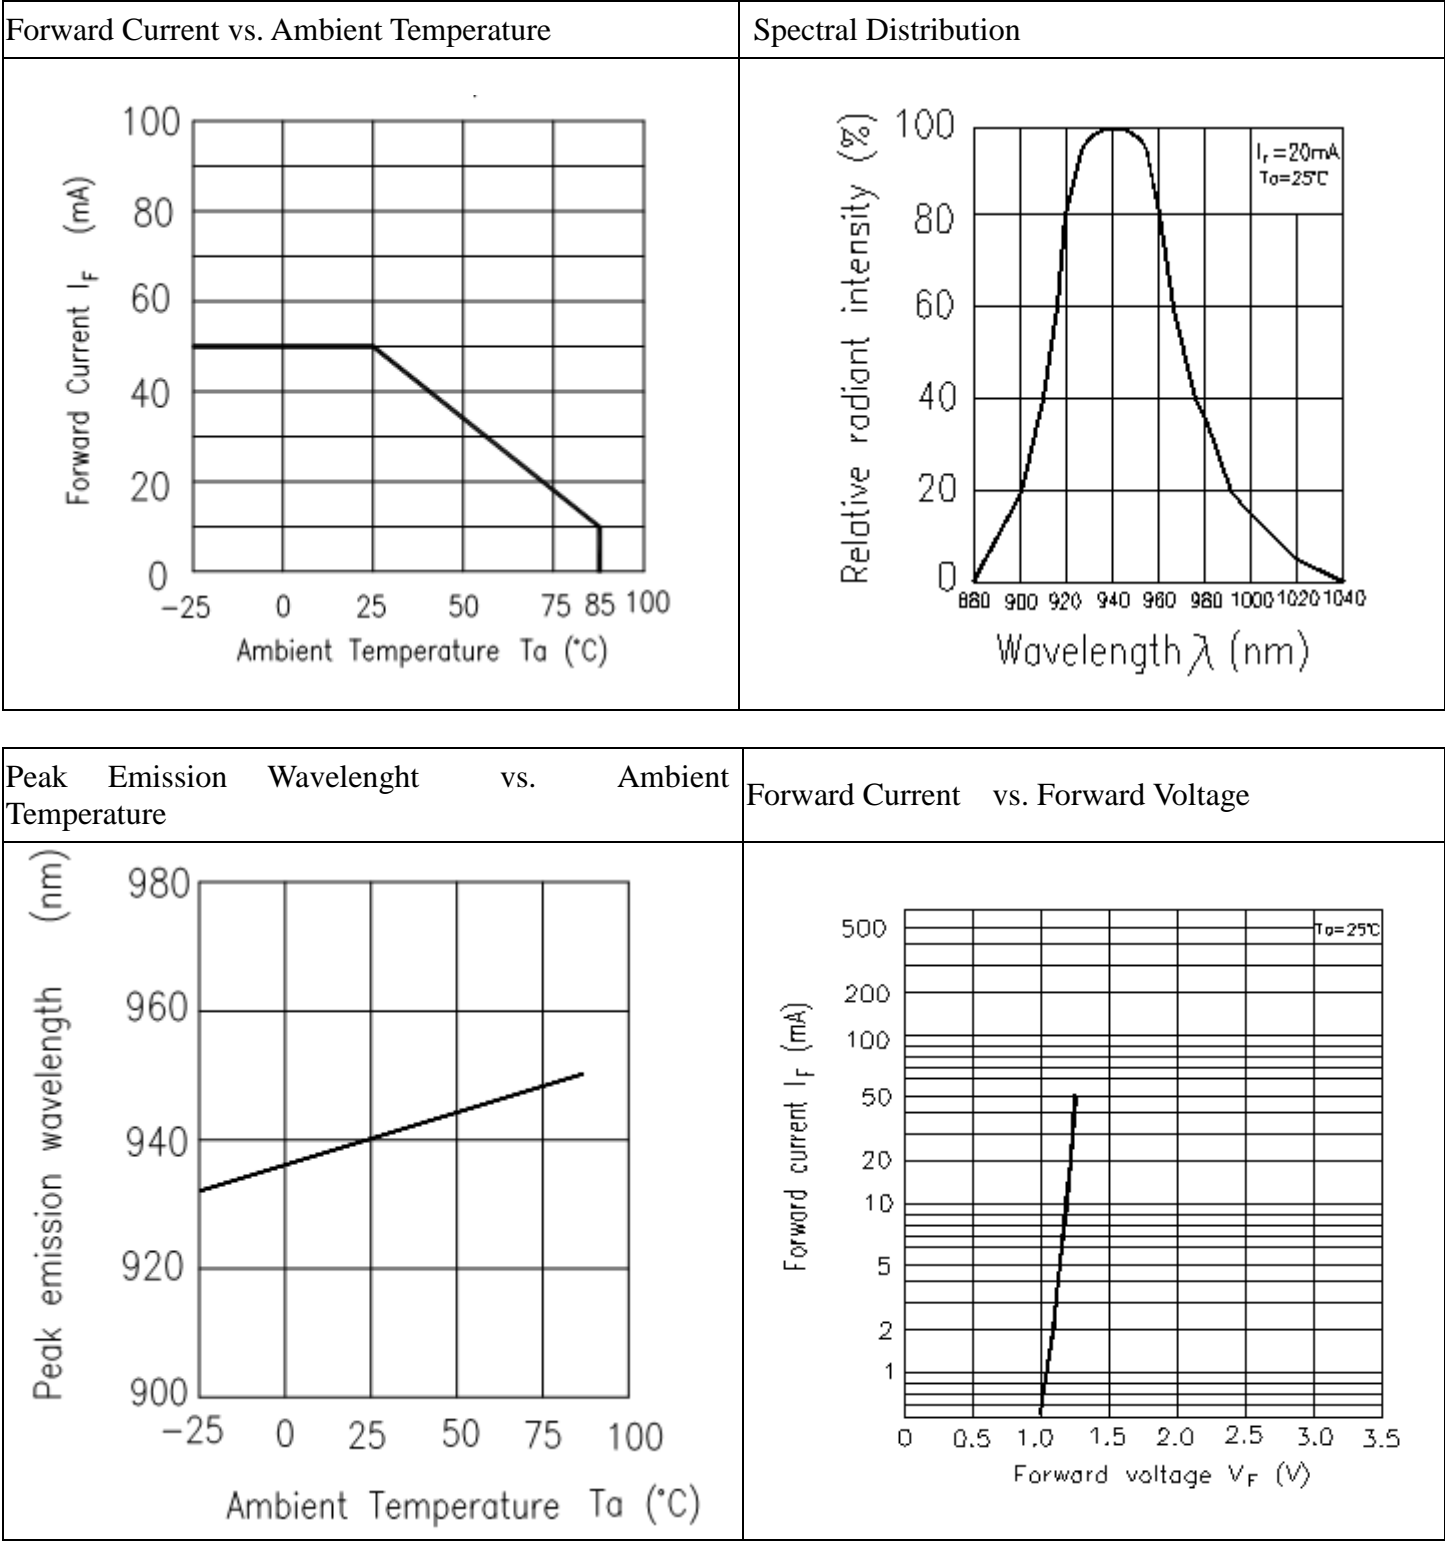 Forward Current vs. Ambient Temperature
Spectral Distribution
Forward Current IF (mA)
100
80
60
40
20
0
-25 0 25 50 75 85 100
Ambient Temperature Ta (°C)
Relative radiant intensity (%)
100
80
60
40
20
0
IF=20mA
Ta=25℃
880 900 920 940 960 980 1000 1020 1040
Wavelength λ (nm)
Peak Emission Wavelenght vs. Ambient
Temperature
Forward Current vs. Forward Voltage
Peak emission wavelength (nm)
980
960
940
920
900
-25 0 25 50 75 100
Ambient Temperature Ta (°C)
Forward current IF (mA)
500
200
100
50
20
10
5
2
1
Ta=25℃
0 0.5 1.0 1.5 2.0 2.5 3.0 3.5
Forward voltage VF (V)